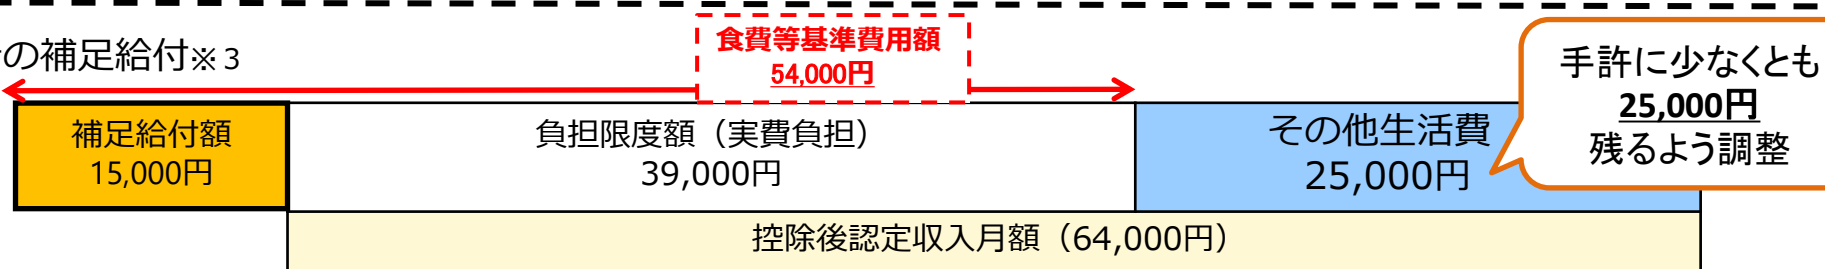 の補足給付※3
食費等基準費用額
54,000円
手許に少なくとも
25,000円
残るよう調整
補足給付額
15,000円
負担限度額（実費負担）
39,000円
その他生活費
25,000円
控除後認定収入月額（64,000円）